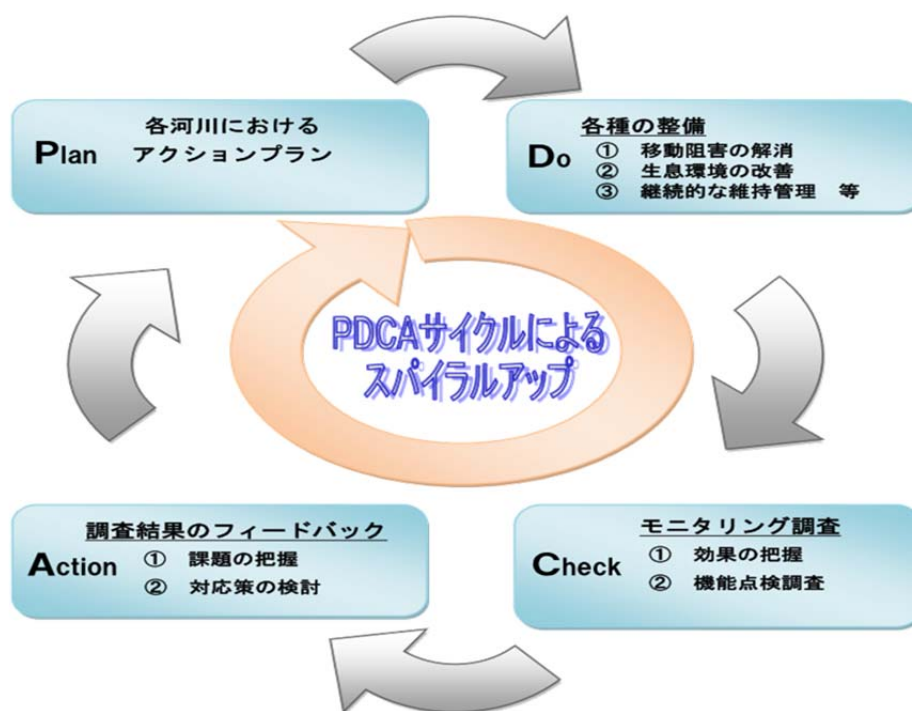 各河川における
Plan アクションプラン
各種の整備
Do
① 移動阻害の解消
② 生息環境の改善
③ 継続的な維持管理 等
PDCAサイクルによる
スパイラルアップ
調査結果のフィードバック
Action
① 課題の把握
② 対応策の検討
モニタリング調査
Check
① 効果の把握
② 機能点検調査